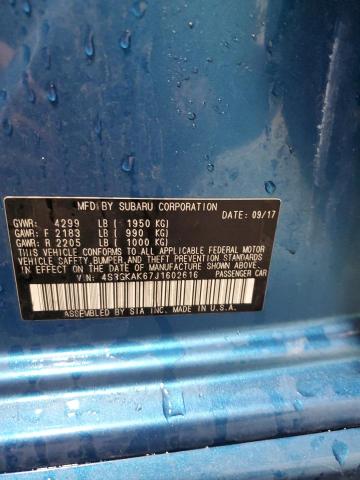 MFD BY SUBARU CORPORATION
GVWR: 4299 LB ( 1950 KG) DATE: 09/17
GAWR: F 2183 LB ( 990 KG)
GAWR: R 2205 LB ( 1000 KG)
THIS VEHICLE CONFORMS TO ALL APPLICABLE FEDERAL MOTOR
VEHICLE SAFETY, BUMPER, AND THEFT PREVENTION STANDARDS
IN EFFECT ON THE DATE OF MANUFACTURE SHOWN ABOVE.
VIN: 4S3GKAK67J1602616 PASSENGER CAR
ASSEMBLED BY SIA INC. MADE IN U.S.A.